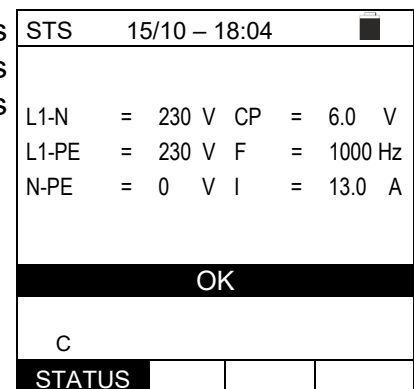 s STS 15/10 – 18:04
s
s L1-N = 230 V CP = 6.0 V
L1-PE = 230 V F = 1000 Hz
N-PE = 0 V I = 13.0 A
OK
C
STATUS